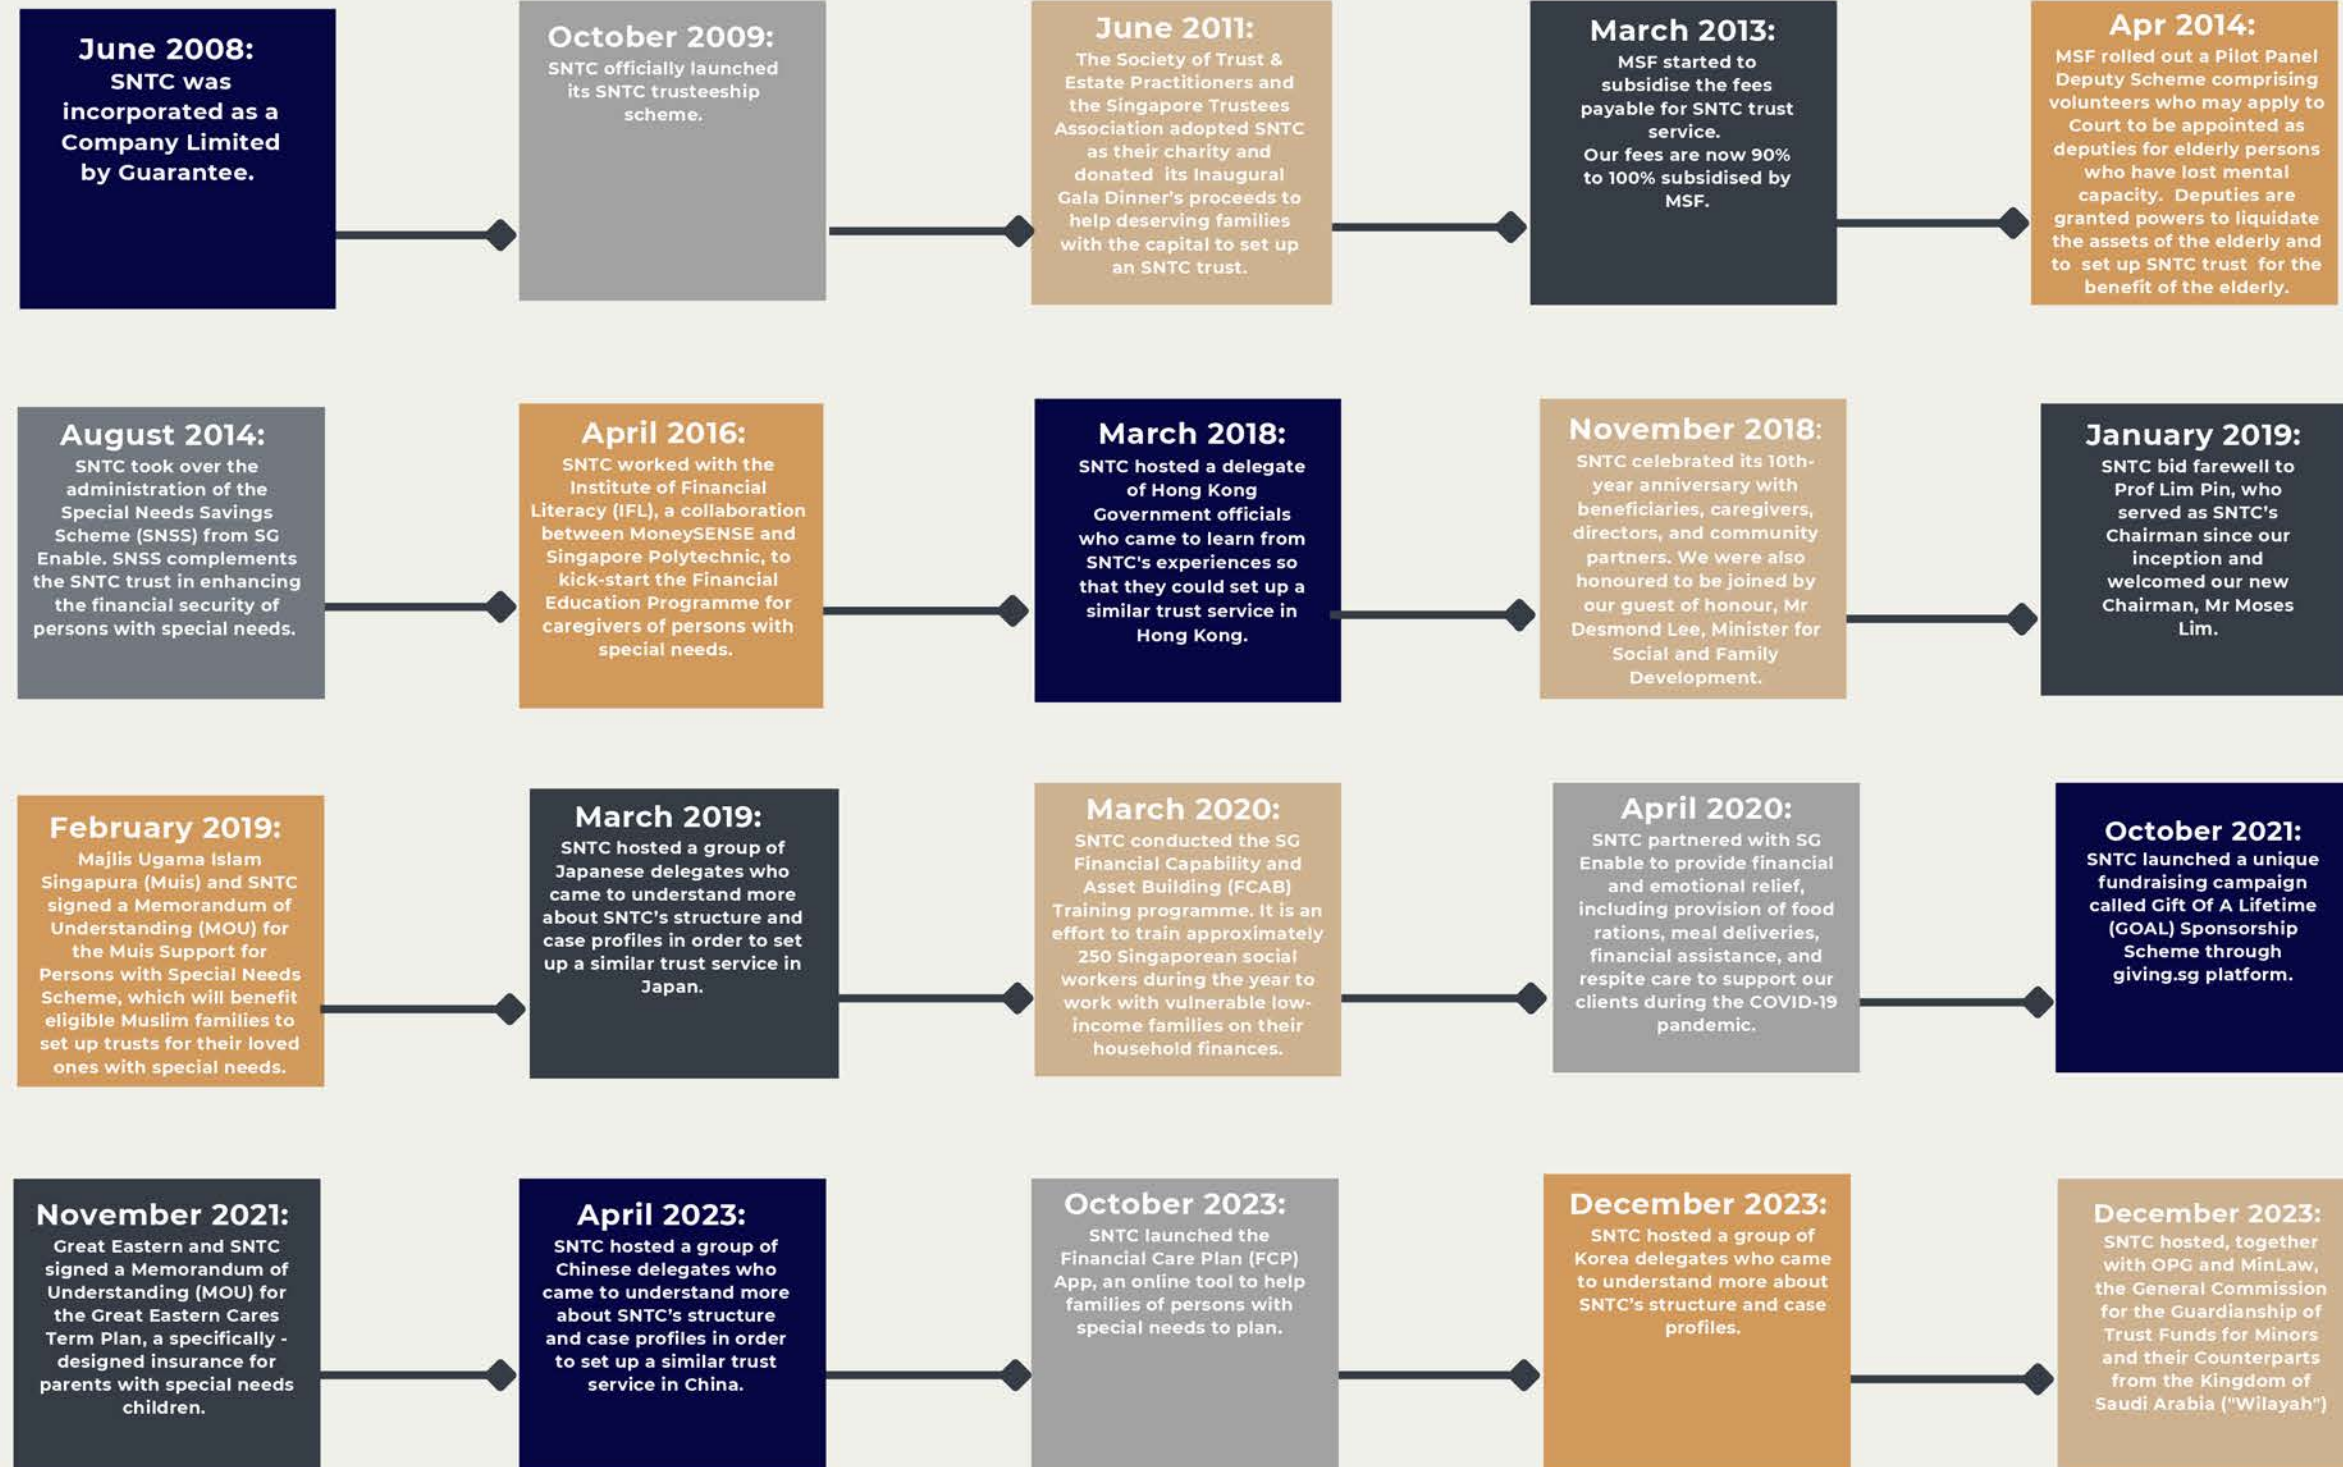 June 2008:
SNTC was
incorporated as a
Company Limited
by Guarantee.
October 2009:
SNTC officially launched
its SNTC trusteeship
scheme.
June 2011:
The Society of Trust &
Estate Practitioners and
the Singapore Trustees
Association adopted SNTC
as their charity and
donated its Inaugural
Gala Dinner's proceeds to
help deserving families
with the capital to set up
an SNTC trust.
March 2013:
MSF started to
subsidise the fees
payable for SNTC trust
service.
Our fees are now 90%
to 100% subsidised by
MSF.
Apr 2014:
MSF rolled out a Pilot Panel
Deputy Scheme comprising
volunteers who may apply to
Court to be appointed as
deputies for elderly persons
who have lost mental
capacity. Deputies are
granted powers to liquidate
the assets of the elderly and
to set up SNTC trust for the
benefit of the elderly.
August 2014:
SNTC took over the
administration of the
Special Needs Savings
Scheme (SNSS) from SG
Enable. SNSS complements
the SNTC trust in enhancing
the financial security of
persons with special needs.
April 2016:
SNTC worked with the
Institute of Financial
Literacy (IFL), a collaboration
between MoneySENSE and
Singapore Polytechnic, to
kick-start the Financial
Education Programme for
caregivers of persons with
special needs.
March 2018:
SNTC hosted a delegate
of Hong Kong
Government officials
who came to learn from
SNTC's experiences so
that they could set up a
similar trust service in
Hong Kong.
November 2018:
SNTC celebrated its 10th-
year anniversary with
beneficiaries, caregivers,
directors, and community
partners. We were also
honoured to be joined by
our guest of honour, Mr
Desmond Lee, Minister for
Social and Family
Development.
January 2019:
SNTC bid farewell to
Prof Lim Pin, who
served as SNTC's
Chairman since our
inception and
welcomed our new
Chairman, Mr Moses
Lim.
February 2019:
Majlis Ugama Islam
Singapura (Muis) and SNTC
signed a Memorandum of
Understanding (MOU) for
the Muis Support for
Persons with Special Needs
Scheme, which will benefit
eligible Muslim families to
set up trusts for their loved
ones with special needs.
March 2019:
SNTC hosted a group of
Japanese delegates who
came to understand more
about SNTC's structure and
case profiles in order to set
up a similar trust service in
Japan.
March 2020:
SNTC conducted the SG
Financial Capability and
Asset Building (FCAB)
Training programme. It is an
effort to train approximately
250 Singaporean social
workers during the year to
work with vulnerable low-
income families on their
household finances.
April 2020:
SNTC partnered with SG
Enable to provide financial
and emotional relief,
including provision of food
rations, meal deliveries,
financial assistance, and
respite care to support our
clients during the COVID-19
pandemic.
October 2021:
SNTC launched a unique
fundraising campaign
called Gift Of A Lifetime
(GOAL) Sponsorship
Scheme through
giving.sg platform.
November 2021:
Great Eastern and SNTC
signed a Memorandum of
Understanding (MOU) for
the Great Eastern Cares
Term Plan, a specifically -
designed insurance for
parents with special needs
children.
April 2023:
SNTC hosted a group of
Chinese delegates who
came to understand more
about SNTC's structure
and case profiles in order
to set up a similar trust
service in China.
October 2023:
SNTC launched the
Financial Care Plan (FCP)
App, an online tool to help
families of persons with
special needs to plan.
December 2023:
SNTC hosted a group of
Korea delegates who came
to understand more about
SNTC's structure and case
profiles.
December 2023:
SNTC hosted, together
with OPG and MinLaw,
the General Commission
for the Guardianship of
Trust Funds for Minors
and their Counterparts
from the Kingdom of
Saudi Arabia ("Wilayah")